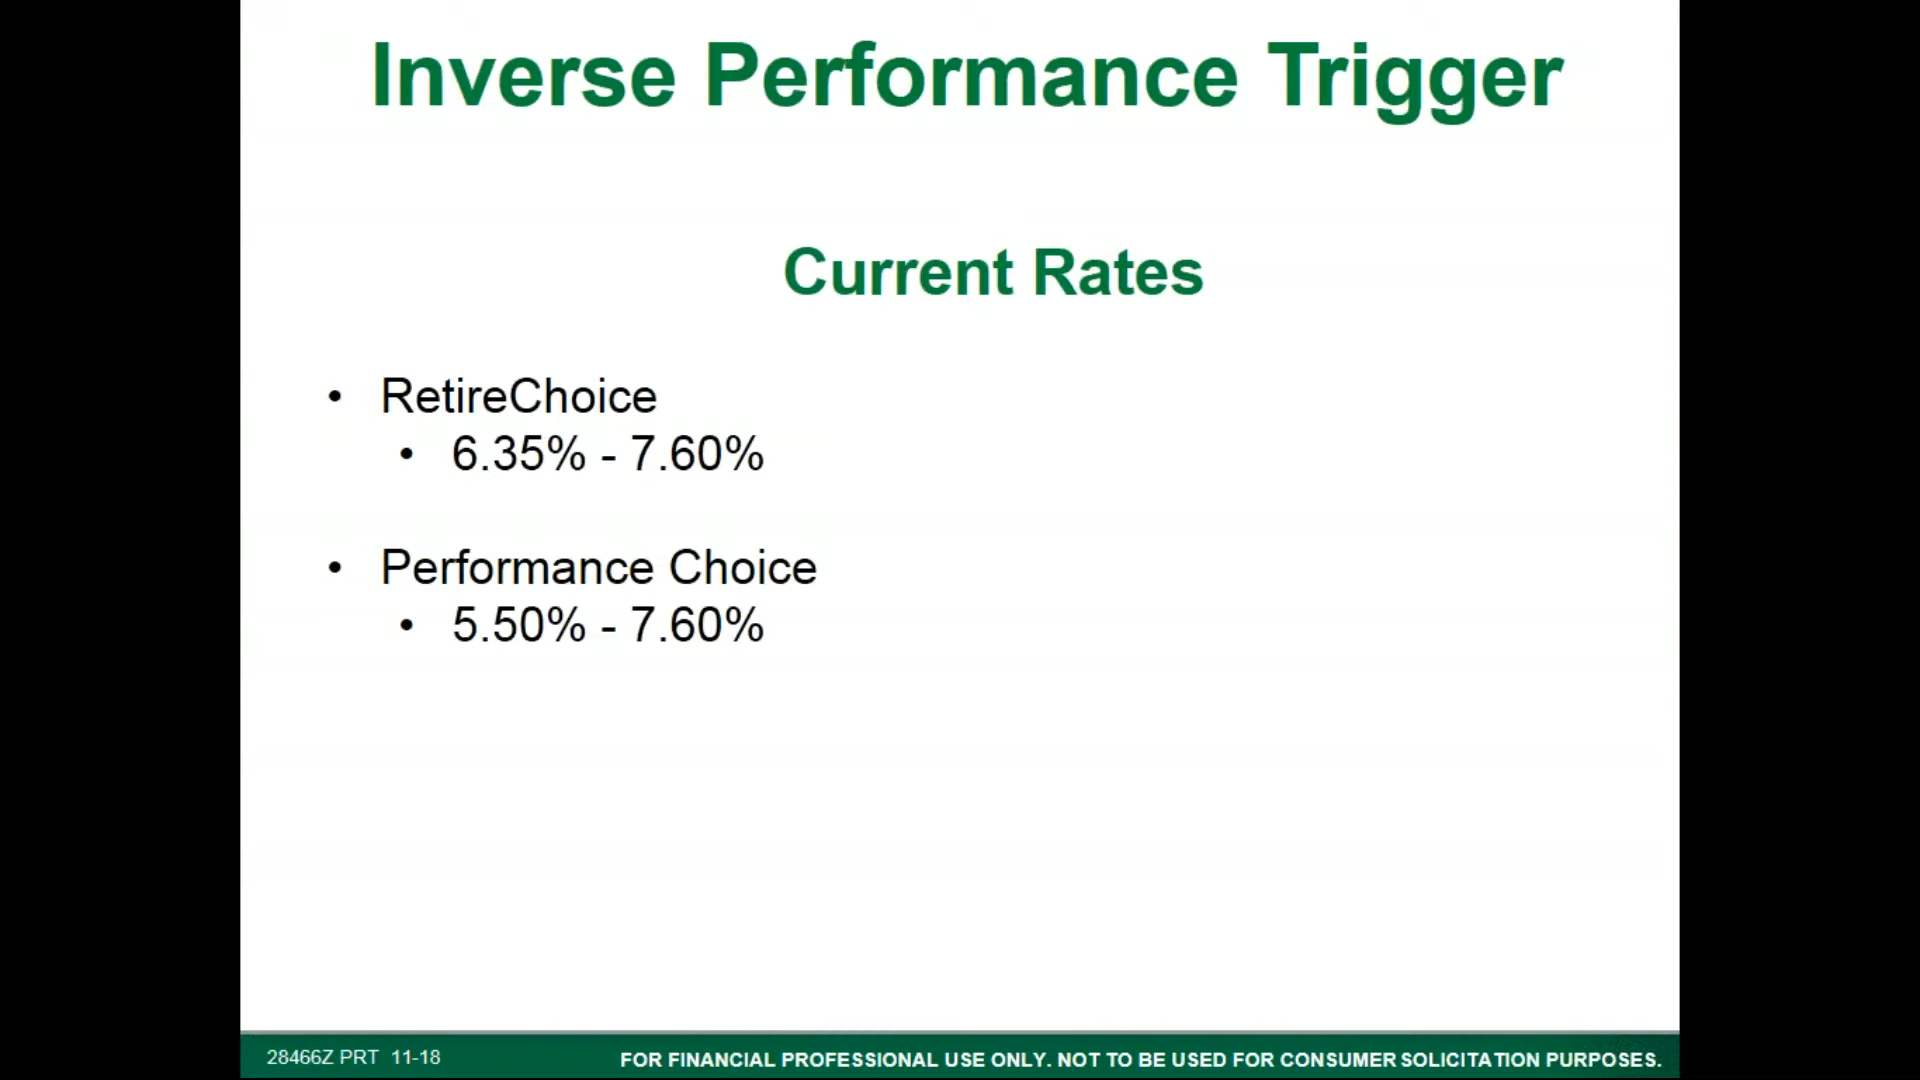 Inverse Performance Trigger
Current Rates
• RetireChoice
• 6.35% - 7.60%
• Performance Choice
• 5.50% - 7.60%
28466Z PRT 11-18
FOR FINANCIAL PROFESSIONAL USE ONLY. NOT TO BE USED FOR CONSUMER SOLICITATION PURPOSES.